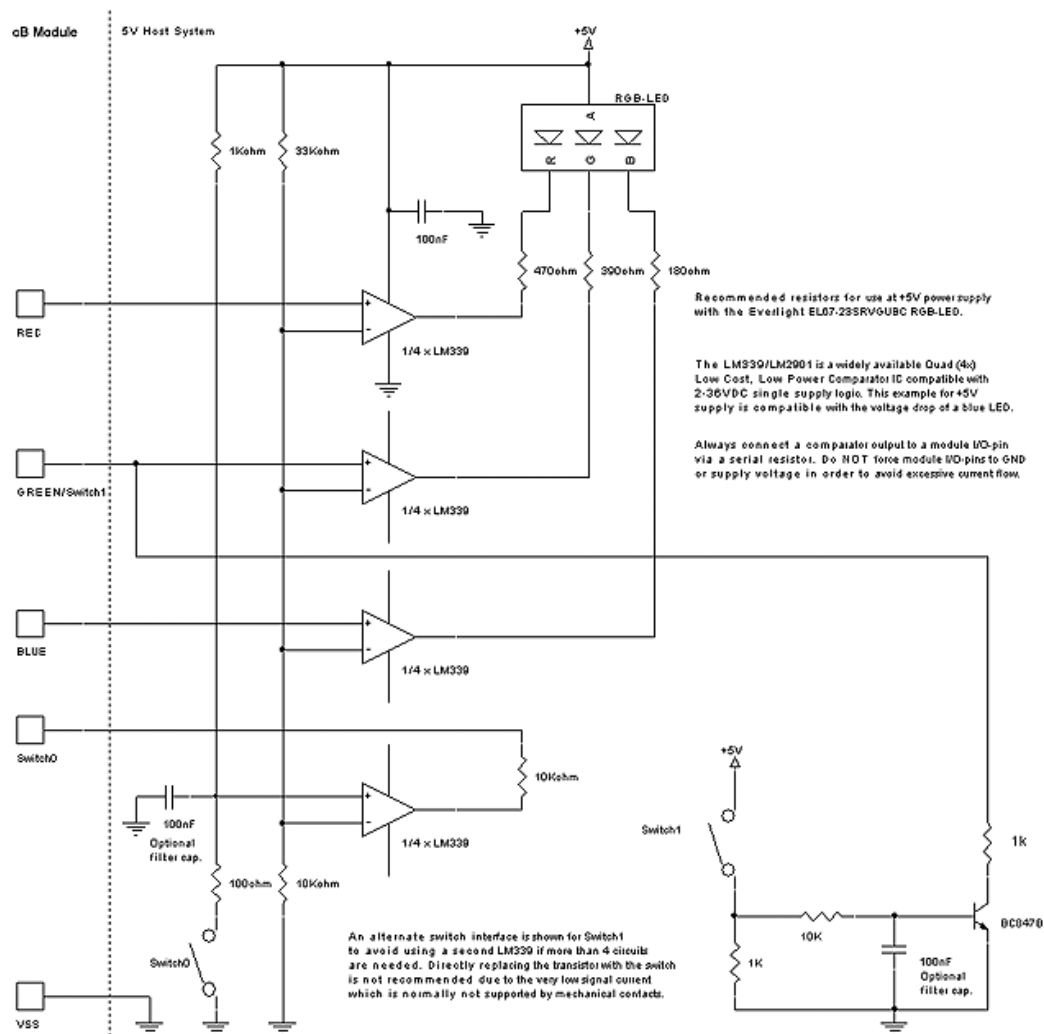 oB Module
5V Host System
+5V
RGB-LED
A
R
G
B
1Kohm
33Kohm
100nF
470ohm
390ohm
180ohm
RED
+
-
1/4 x LM339
Recommended resistors for use at +5V power supply
with the Everlight EL07-23SRVGUBC RGB-LED.
The LM339/LM2901 is a widely available Quad (4x)
Low Cost, Low Power Comparator IC compatible with
2-36VDC single supply logic. This example for +5V
supply is compatible with the voltage drop of a blue LED.
Always connect a comparator output to a module I/O-pin
via a serial resistor. Do NOT force module I/O-pins to GND
or supply voltage in order to avoid excessive current flow.
GREEN/Switch1
+
-
1/4 x LM339
BLUE
+
-
1/4 x LM339
Switch0
10Kohm
100nF
Optional
filter cap.
+
-
1/4 x LM339
100ohm
10Kohm
Switch0
VSS
An alternate switch interface is shown for Switch1
to avoid using a second LM339 if more than 4 circuits
are needed. Directly replacing the transistor with the switch
is not recommended due to the very low signal current
which is normally not supported by mechanical contacts.
+5V
Switch1
1k
10K
1K
BC847B
100nF
Optional
filter cap.